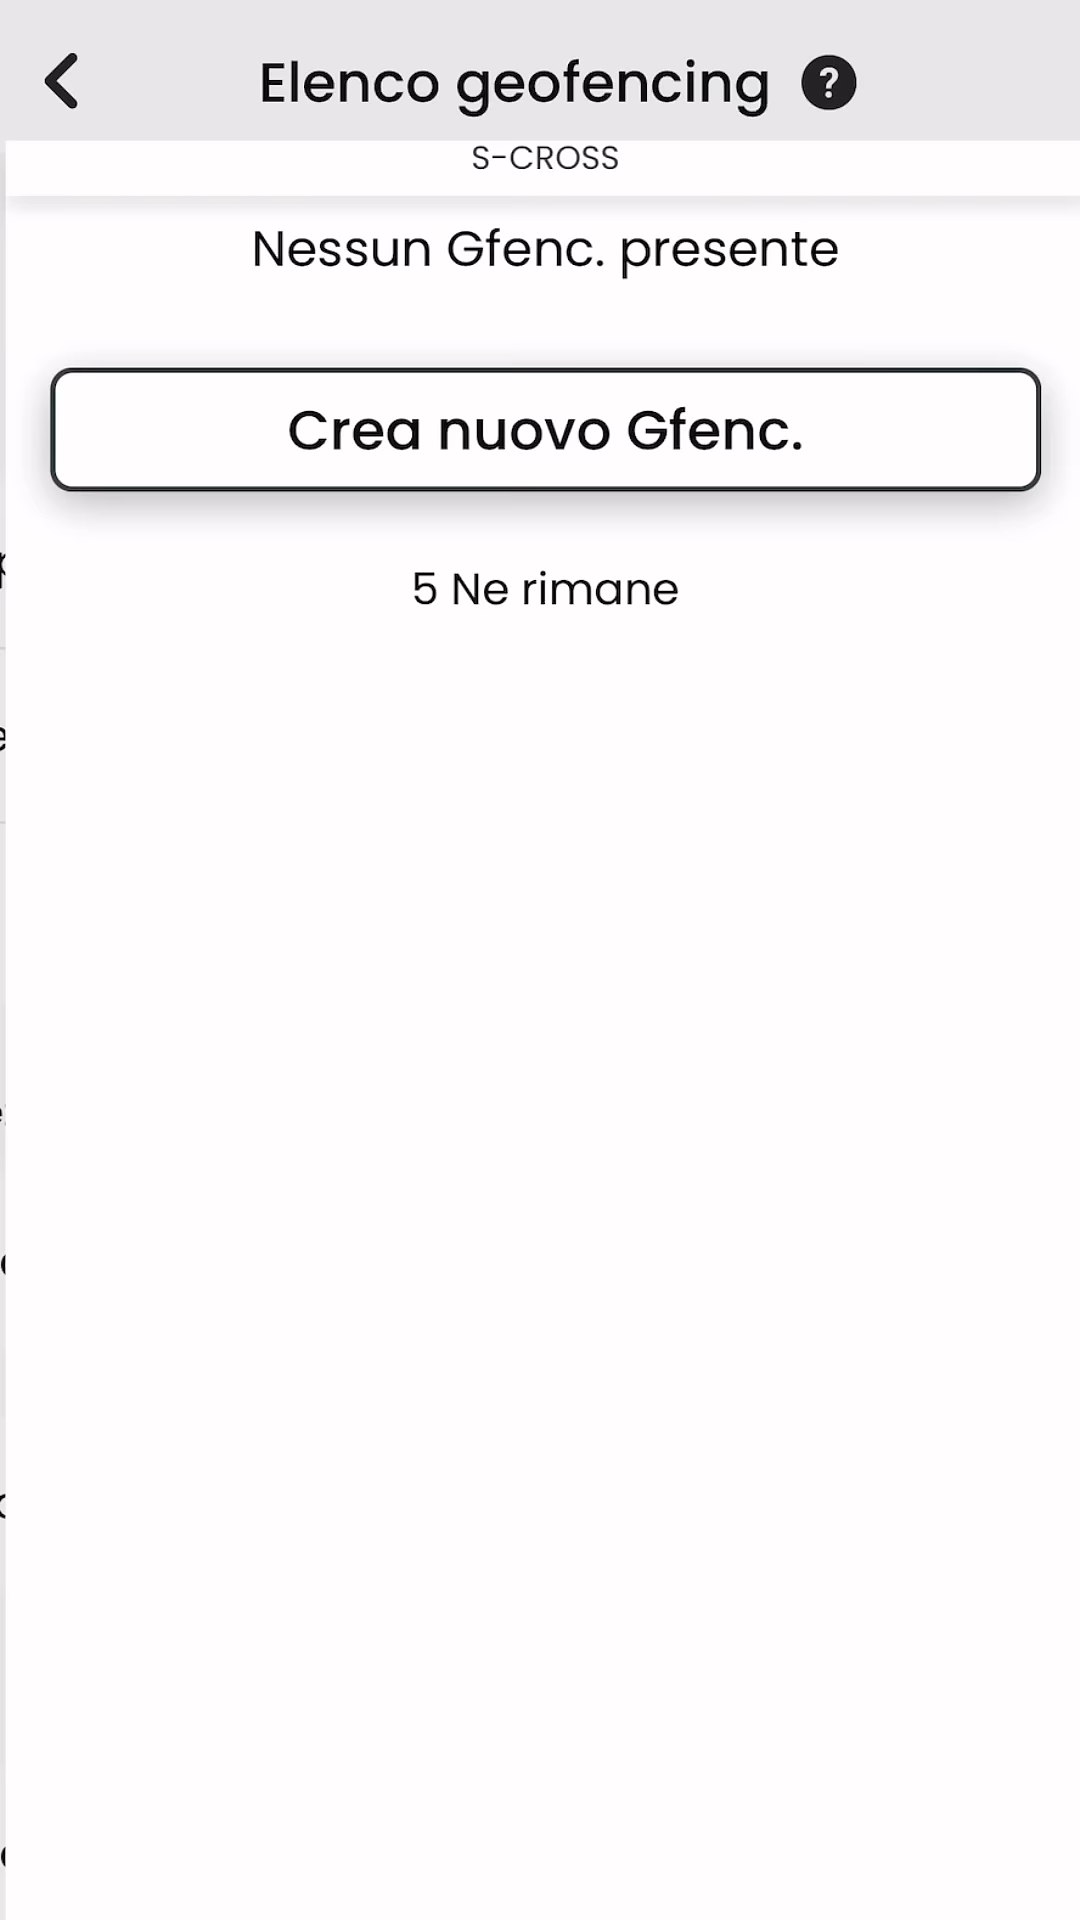 Elenco geofencing ?
S-CROSS
Nessun Gfenc. presente
Crea nuovo Gfenc.
5 Ne rimane